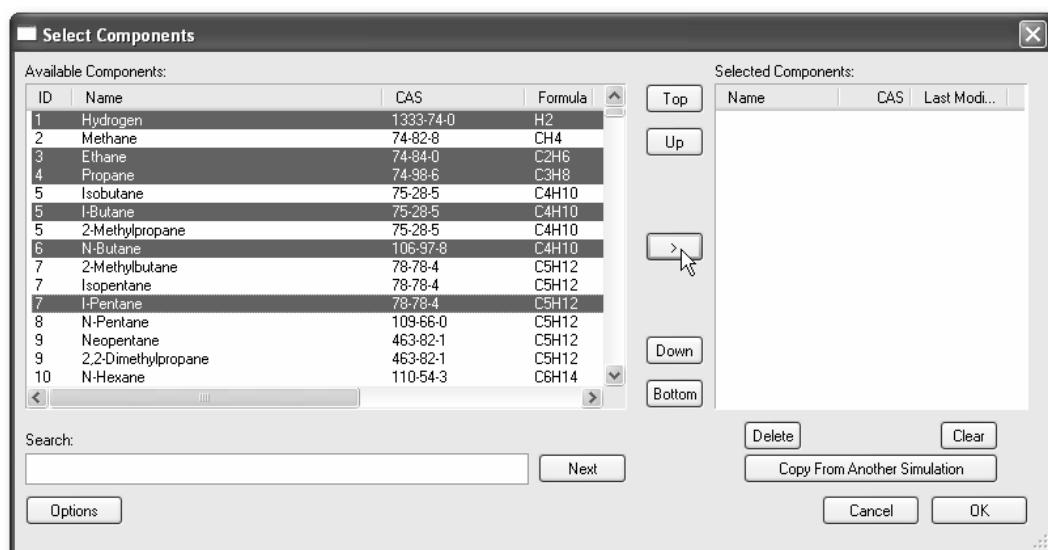 Select Components
Available Components:
ID Name CAS Formula
1 Hydrogen 1333-74-0 H2
2 Methane 74-82-8 CH4
3 Ethane 74-84-0 C2H6
4 Propane 74-98-6 C3H8
5 Isobutane 75-28-5 C4H10
5 I-Butane 75-28-5 C4H10
5 2-Methylpropane 75-28-5 C4H10
6 N-Butane 106-97-8 C4H10
7 2-Methylbutane 78-78-4 C5H12
7 Isopentane 78-78-4 C5H12
7 I-Pentane 78-78-4 C5H12
8 N-Pentane 109-66-0 C5H12
9 Neopentane 463-82-1 C5H12
9 2,2-Dimethylpropane 463-82-1 C5H12
10 N-Hexane 110-54-3 C6H14
Search:
Next
Options
Top
Up
>
Down
Bottom
Selected Components:
Name CAS Last Modi...
Delete Clear
Copy From Another Simulation
Cancel OK